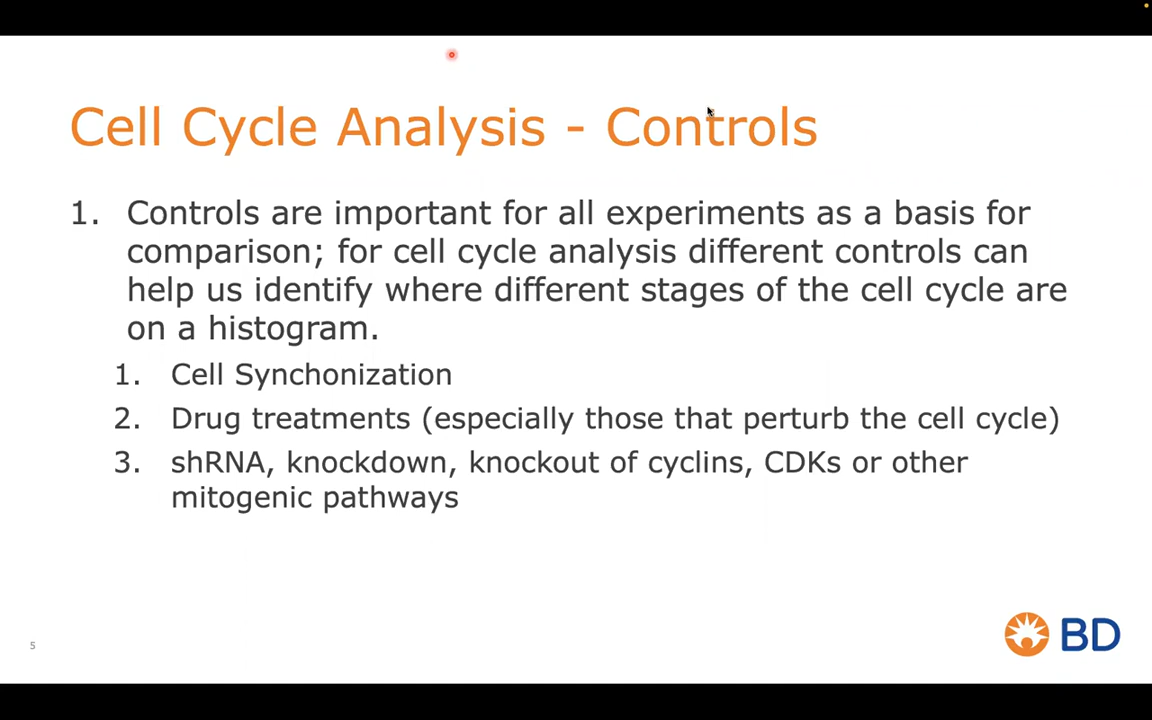 Cell Cycle Analysis - Controls
1. Controls are important for all experiments as a basis for
comparison; for cell cycle analysis different controls can
help us identify where different stages of the cell cycle are
on a histogram.
1. Cell Synchonization
2. Drug treatments (especially those that perturb the cell cycle)
3. shRNA, knockdown, knockout of cyclins, CDKs or other
mitogenic pathways
5
BD